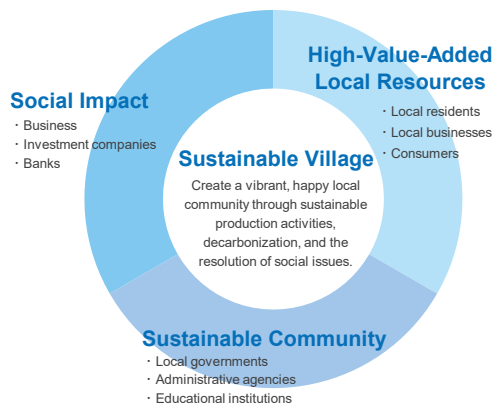 High-Value-Added
Local Resources
・Local residents
・Local businesses
・Consumers
Social Impact
・Business
・Investment companies
・Banks
Sustainable Village
Create a vibrant, happy local
community through sustainable
production activities,
decarbonization, and the
resolution of social issues.
Sustainable Community
・Local governments
・Administrative agencies
・Educational institutions